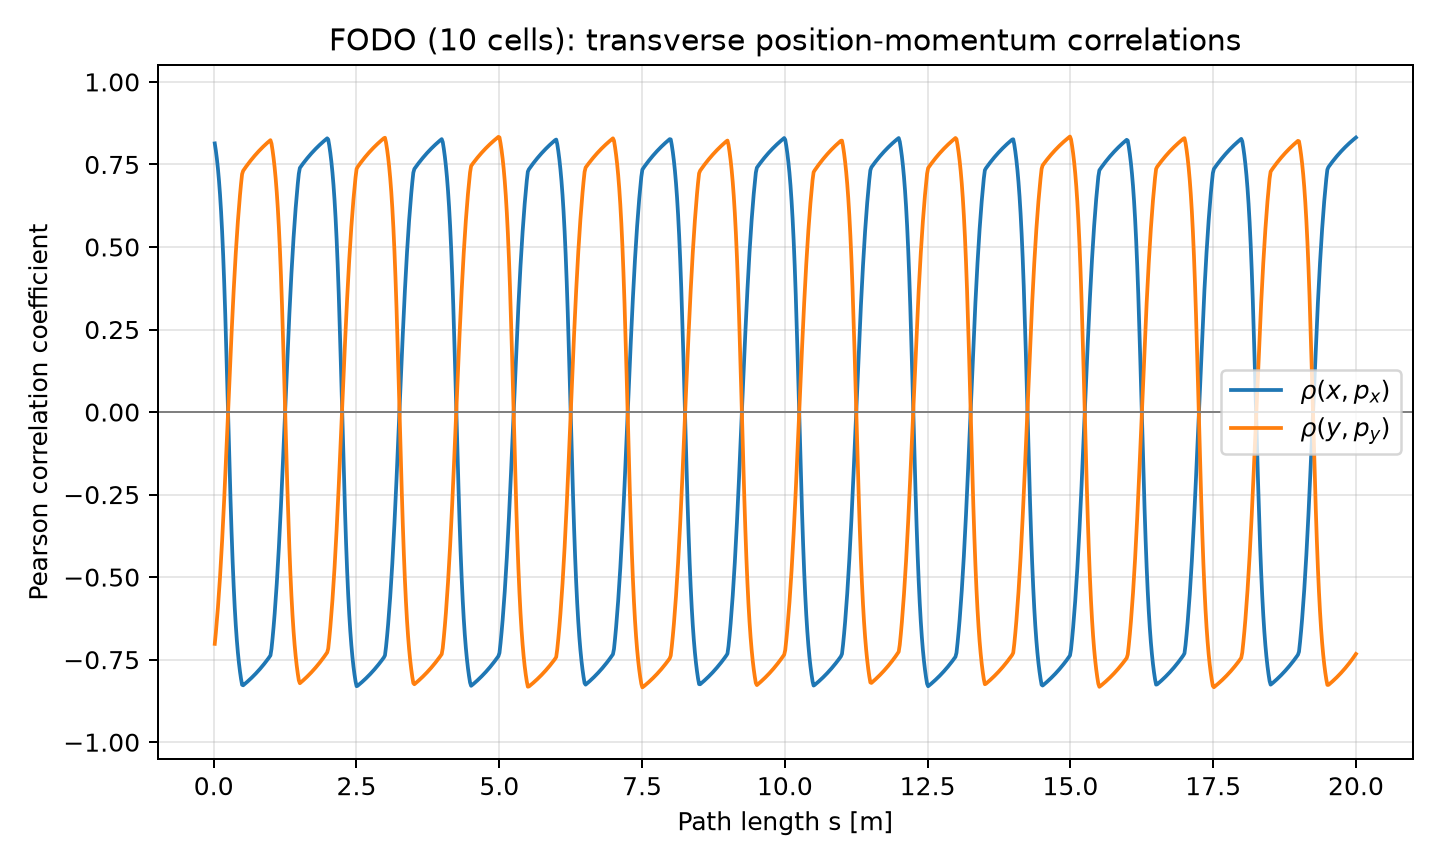 FODO (10 cells): transverse position-momentum correlations
Pearson correlation coefficient
1.00
0.75
0.50
0.25
0.00
−0.25
−0.50
−0.75
−1.00
ρ(x, pₓ)
ρ(y, p_y)
0.0 2.5 5.0 7.5 10.0 12.5 15.0 17.5 20.0
Path length s [m]